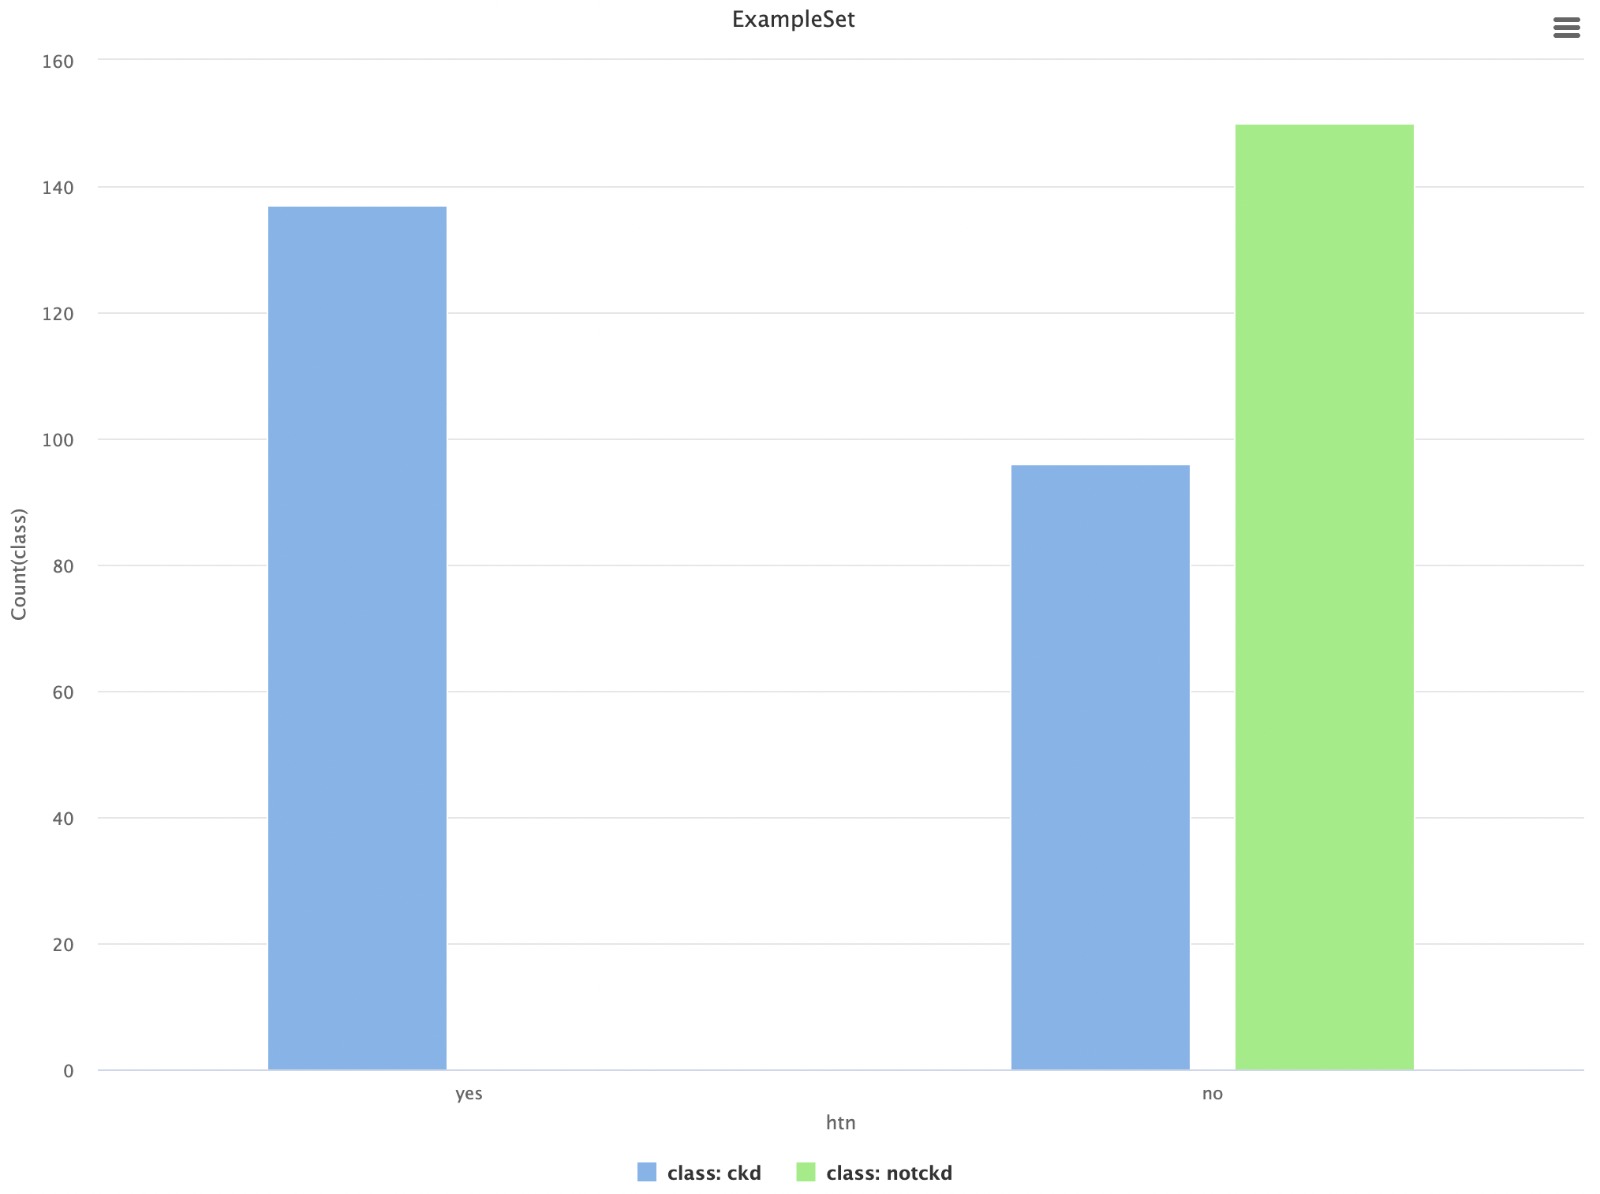 ExampleSet
160
140
120
100
80
60
40
20
0
Count(class)
yes
no
htn
class: ckd
class: notckd